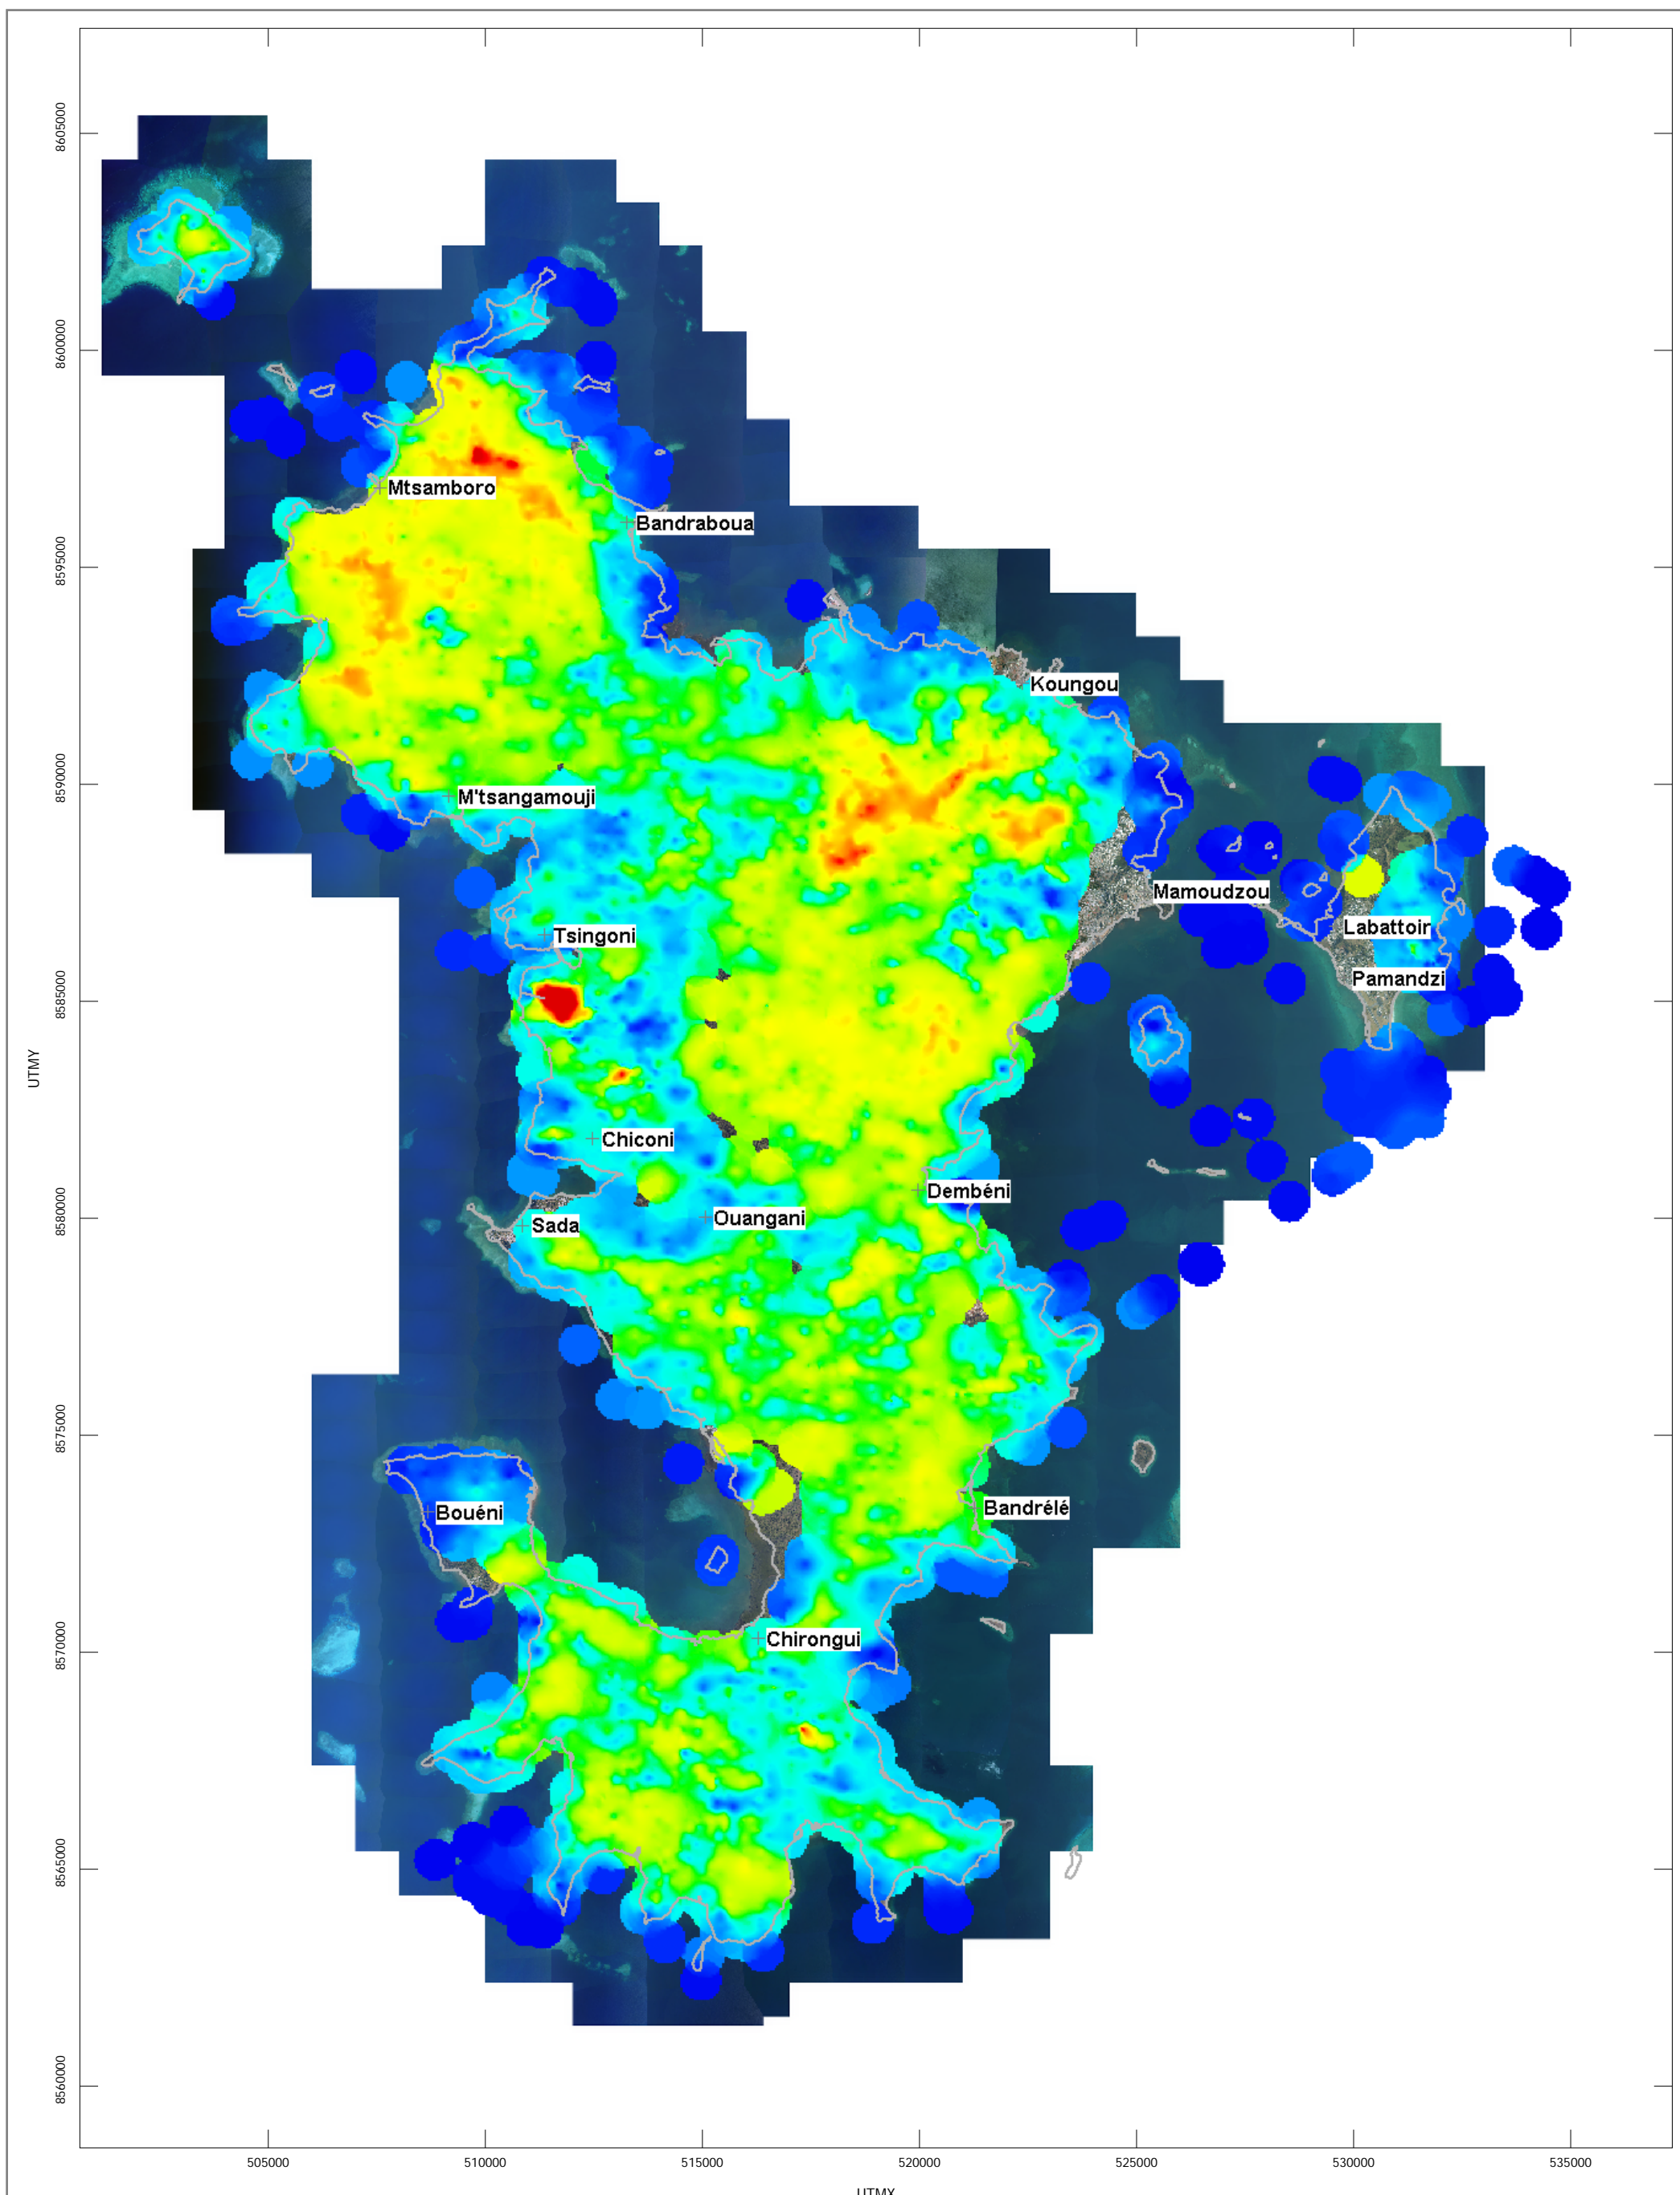 8605000
8600000
Mtsamboro
Bandraboua
8595000
Koungou
8590000
M'tsangamouji
Mamoudzou
Labattoir
Tsingoni
Pamandzi
8585000
UTMY
Chiconi
Dembéni
Ouangani
8580000
Sada
8575000
Bouéni
Bandrélé
Chirongui
8570000
8565000
8560000
505000 510000 515000 520000 525000 530000 535000
UTMX